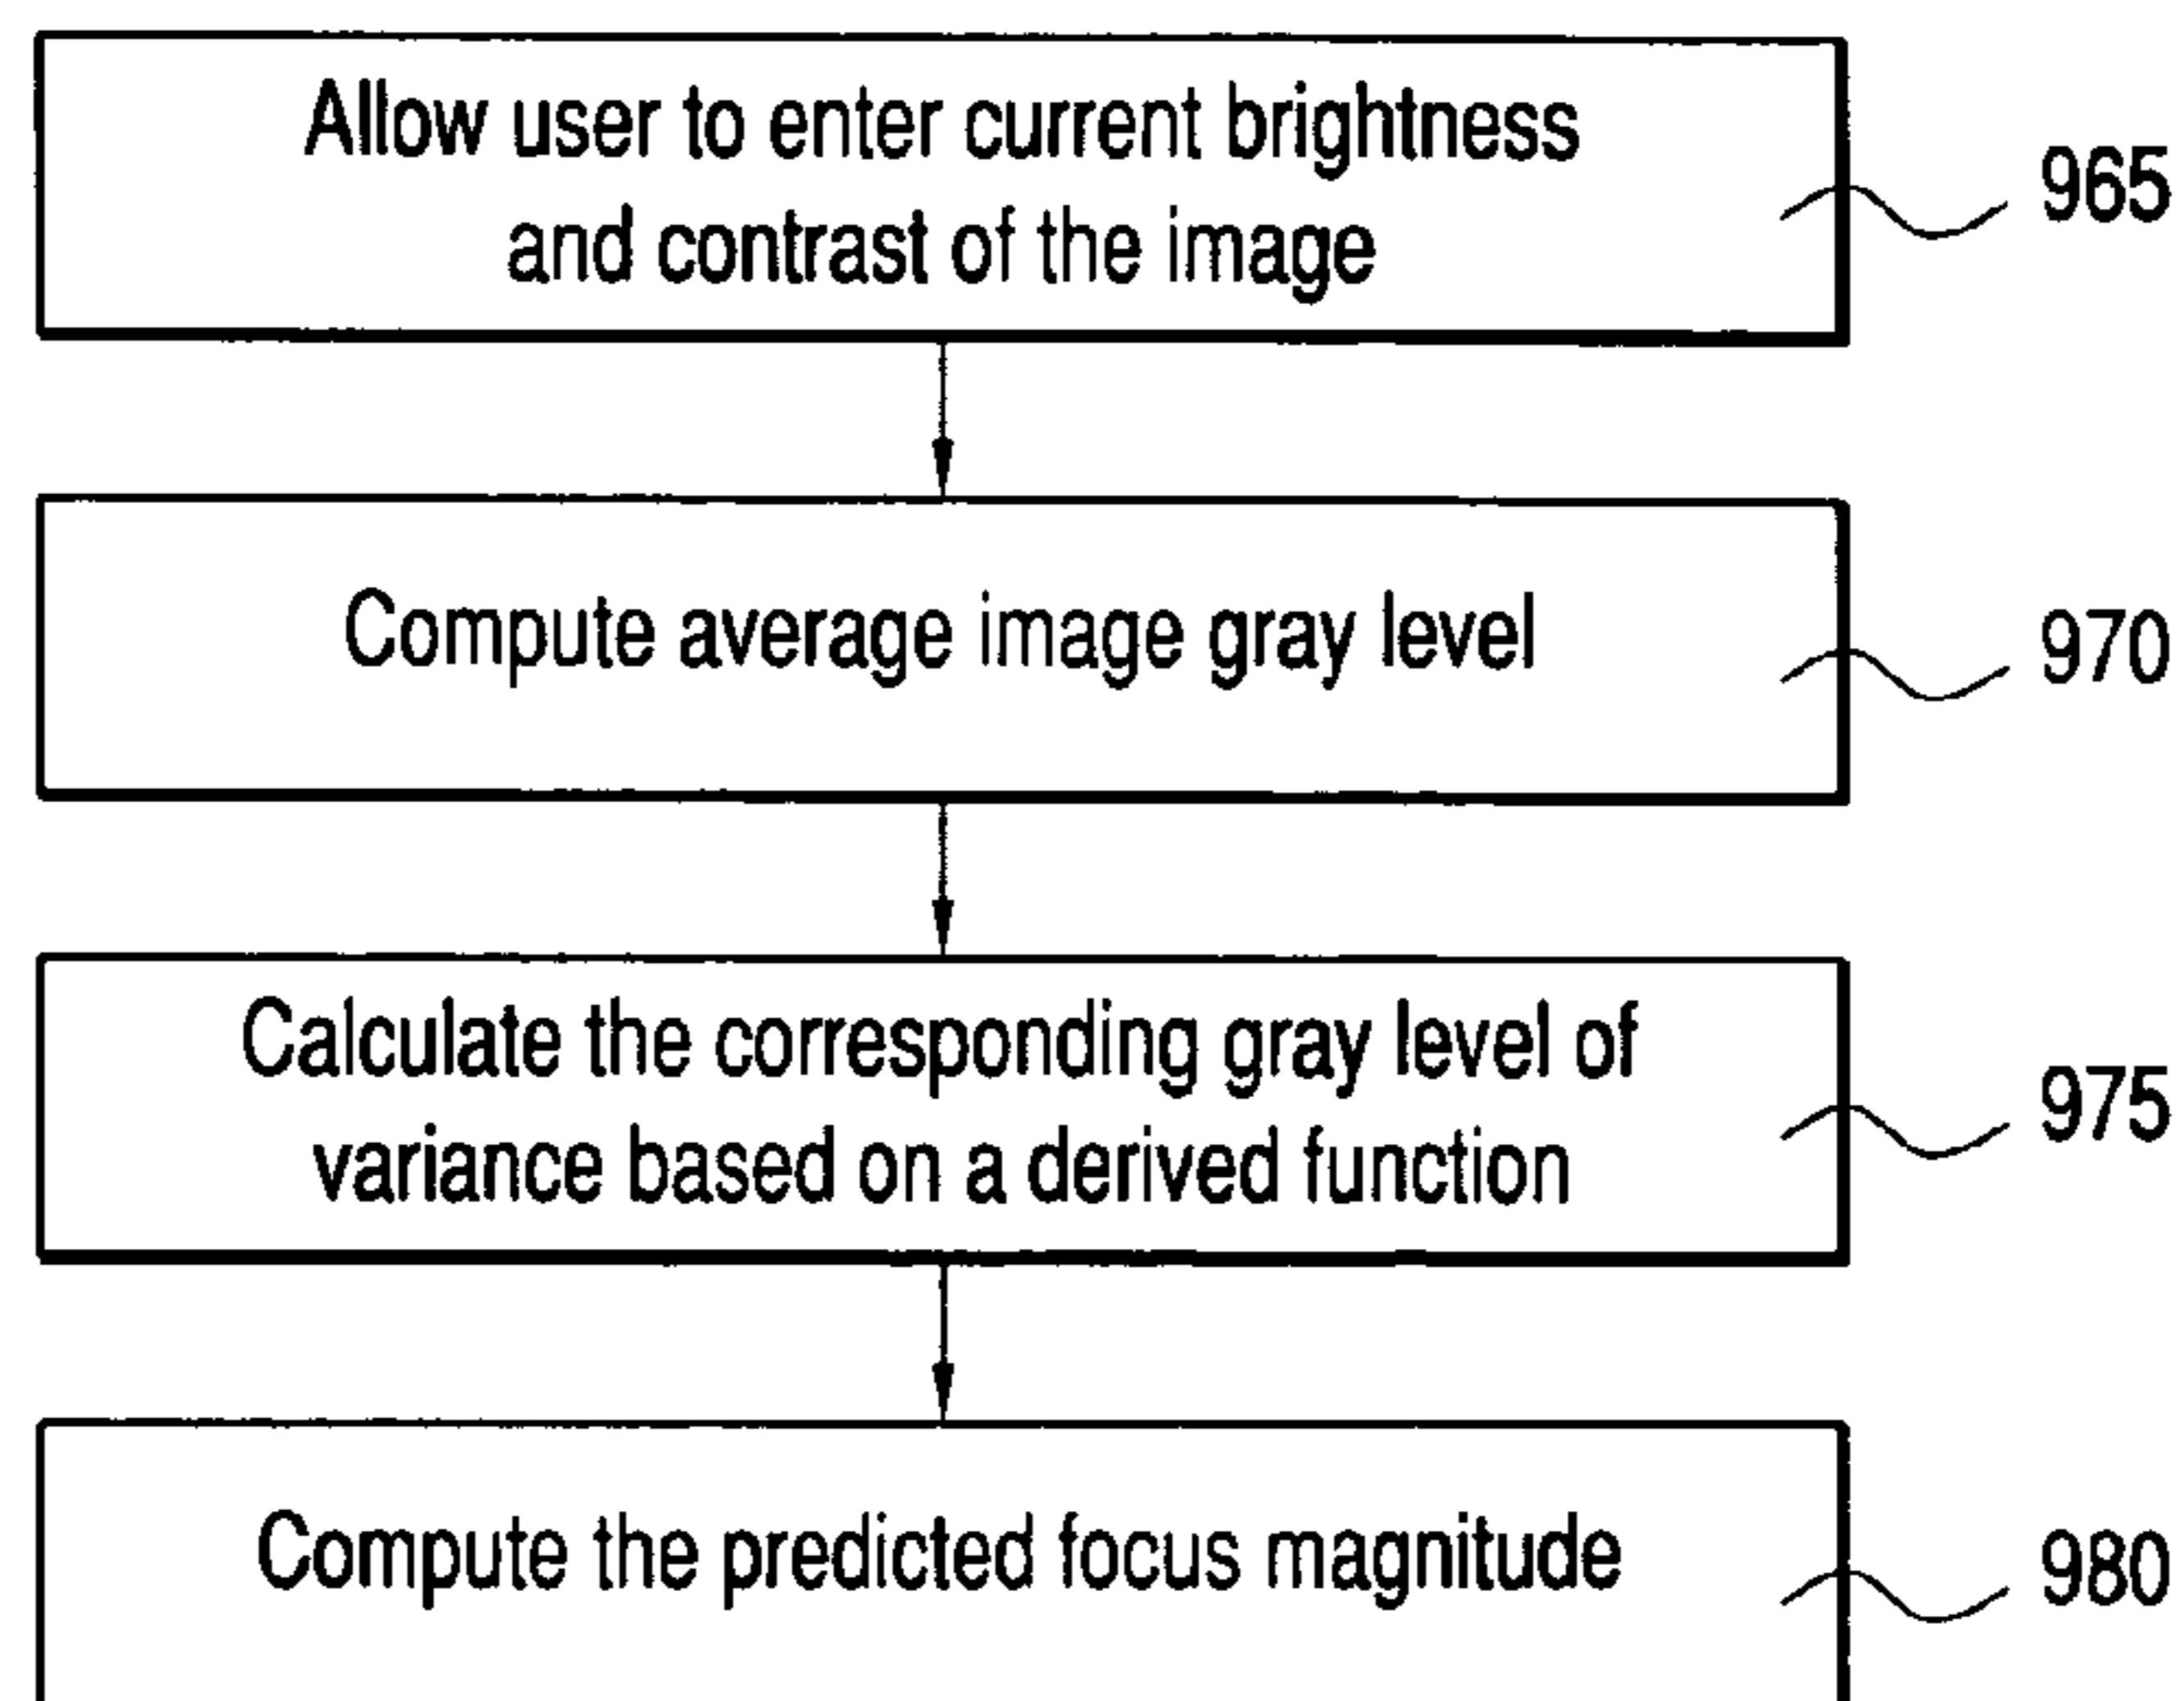 Allow user to enter current brightness
and contrast of the image
965
Compute average image gray level
970
Calculate the corresponding gray level of
variance based on a derived function
975
Compute the predicted focus magnitude
980